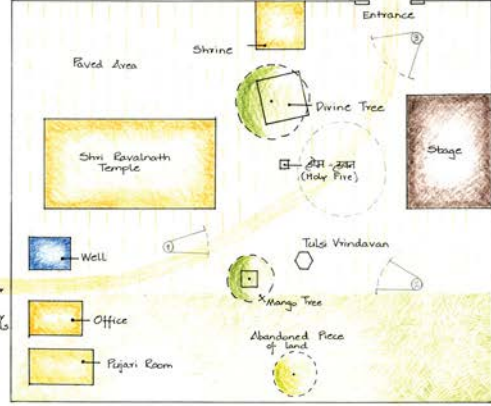 Entrance
Shrine
Paved Area
Divine Tree
Shri Ravalnath
Temple
Stage
(Holy Fire)
Tulsi Vrindavan
Well
Mango Tree
Office
Abandoned Piece
of land
Pujari Room